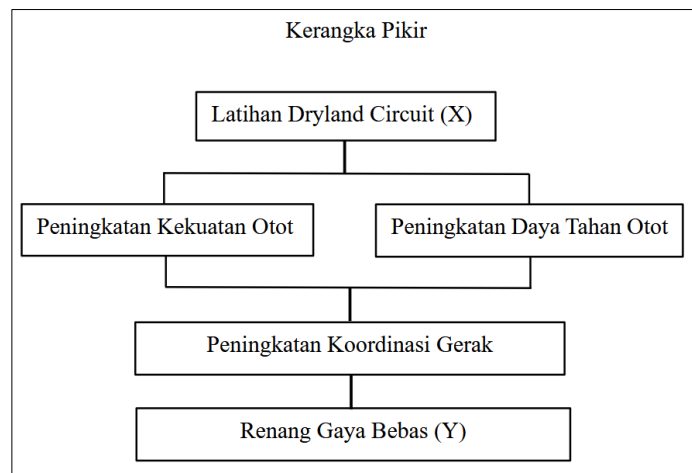 Kerangka Pikir
Latihan Dryland Circuit (X)
Peningkatan Kekuatan Otot
Peningkatan Daya Tahan Otot
Peningkatan Koordinasi Gerak
Renang Gaya Bebas (Y)